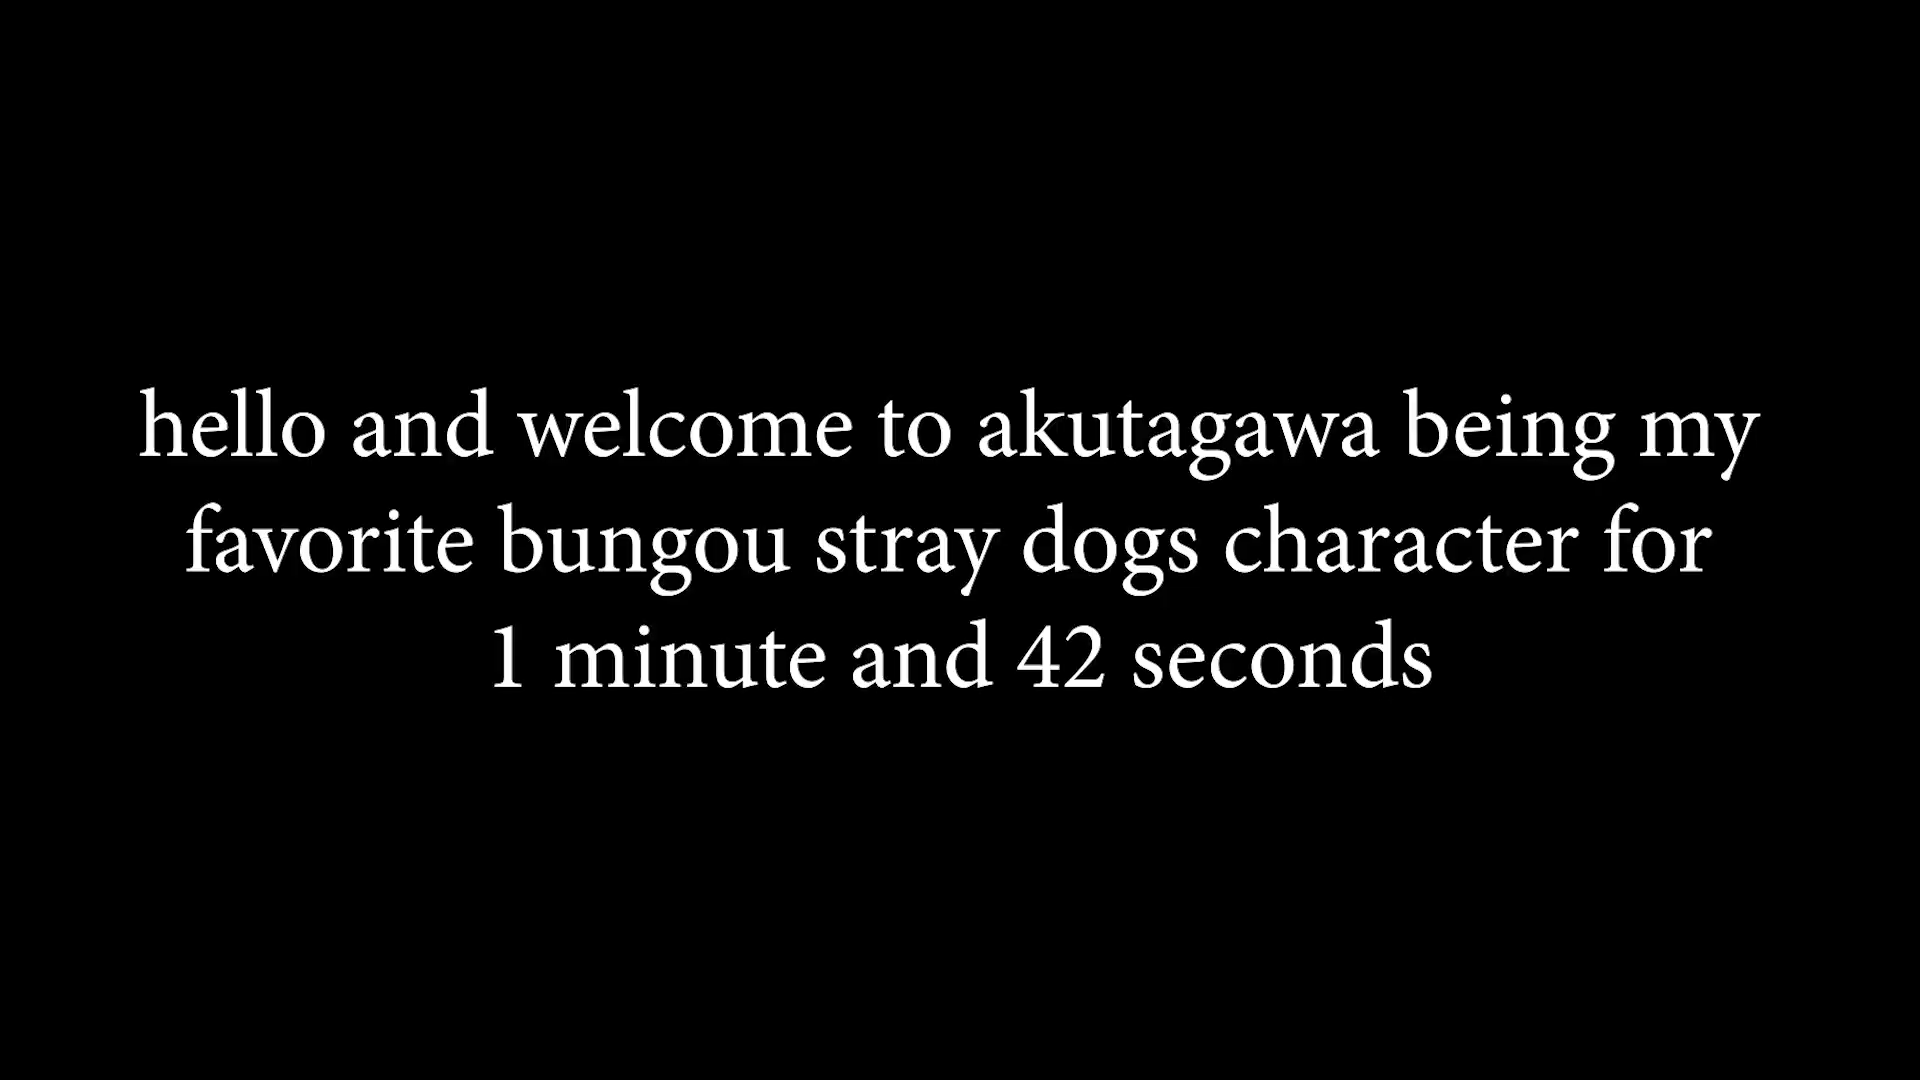 hello and welcome to akutagawa being my
favorite bungou stray dogs character for
1 minute and 42 seconds